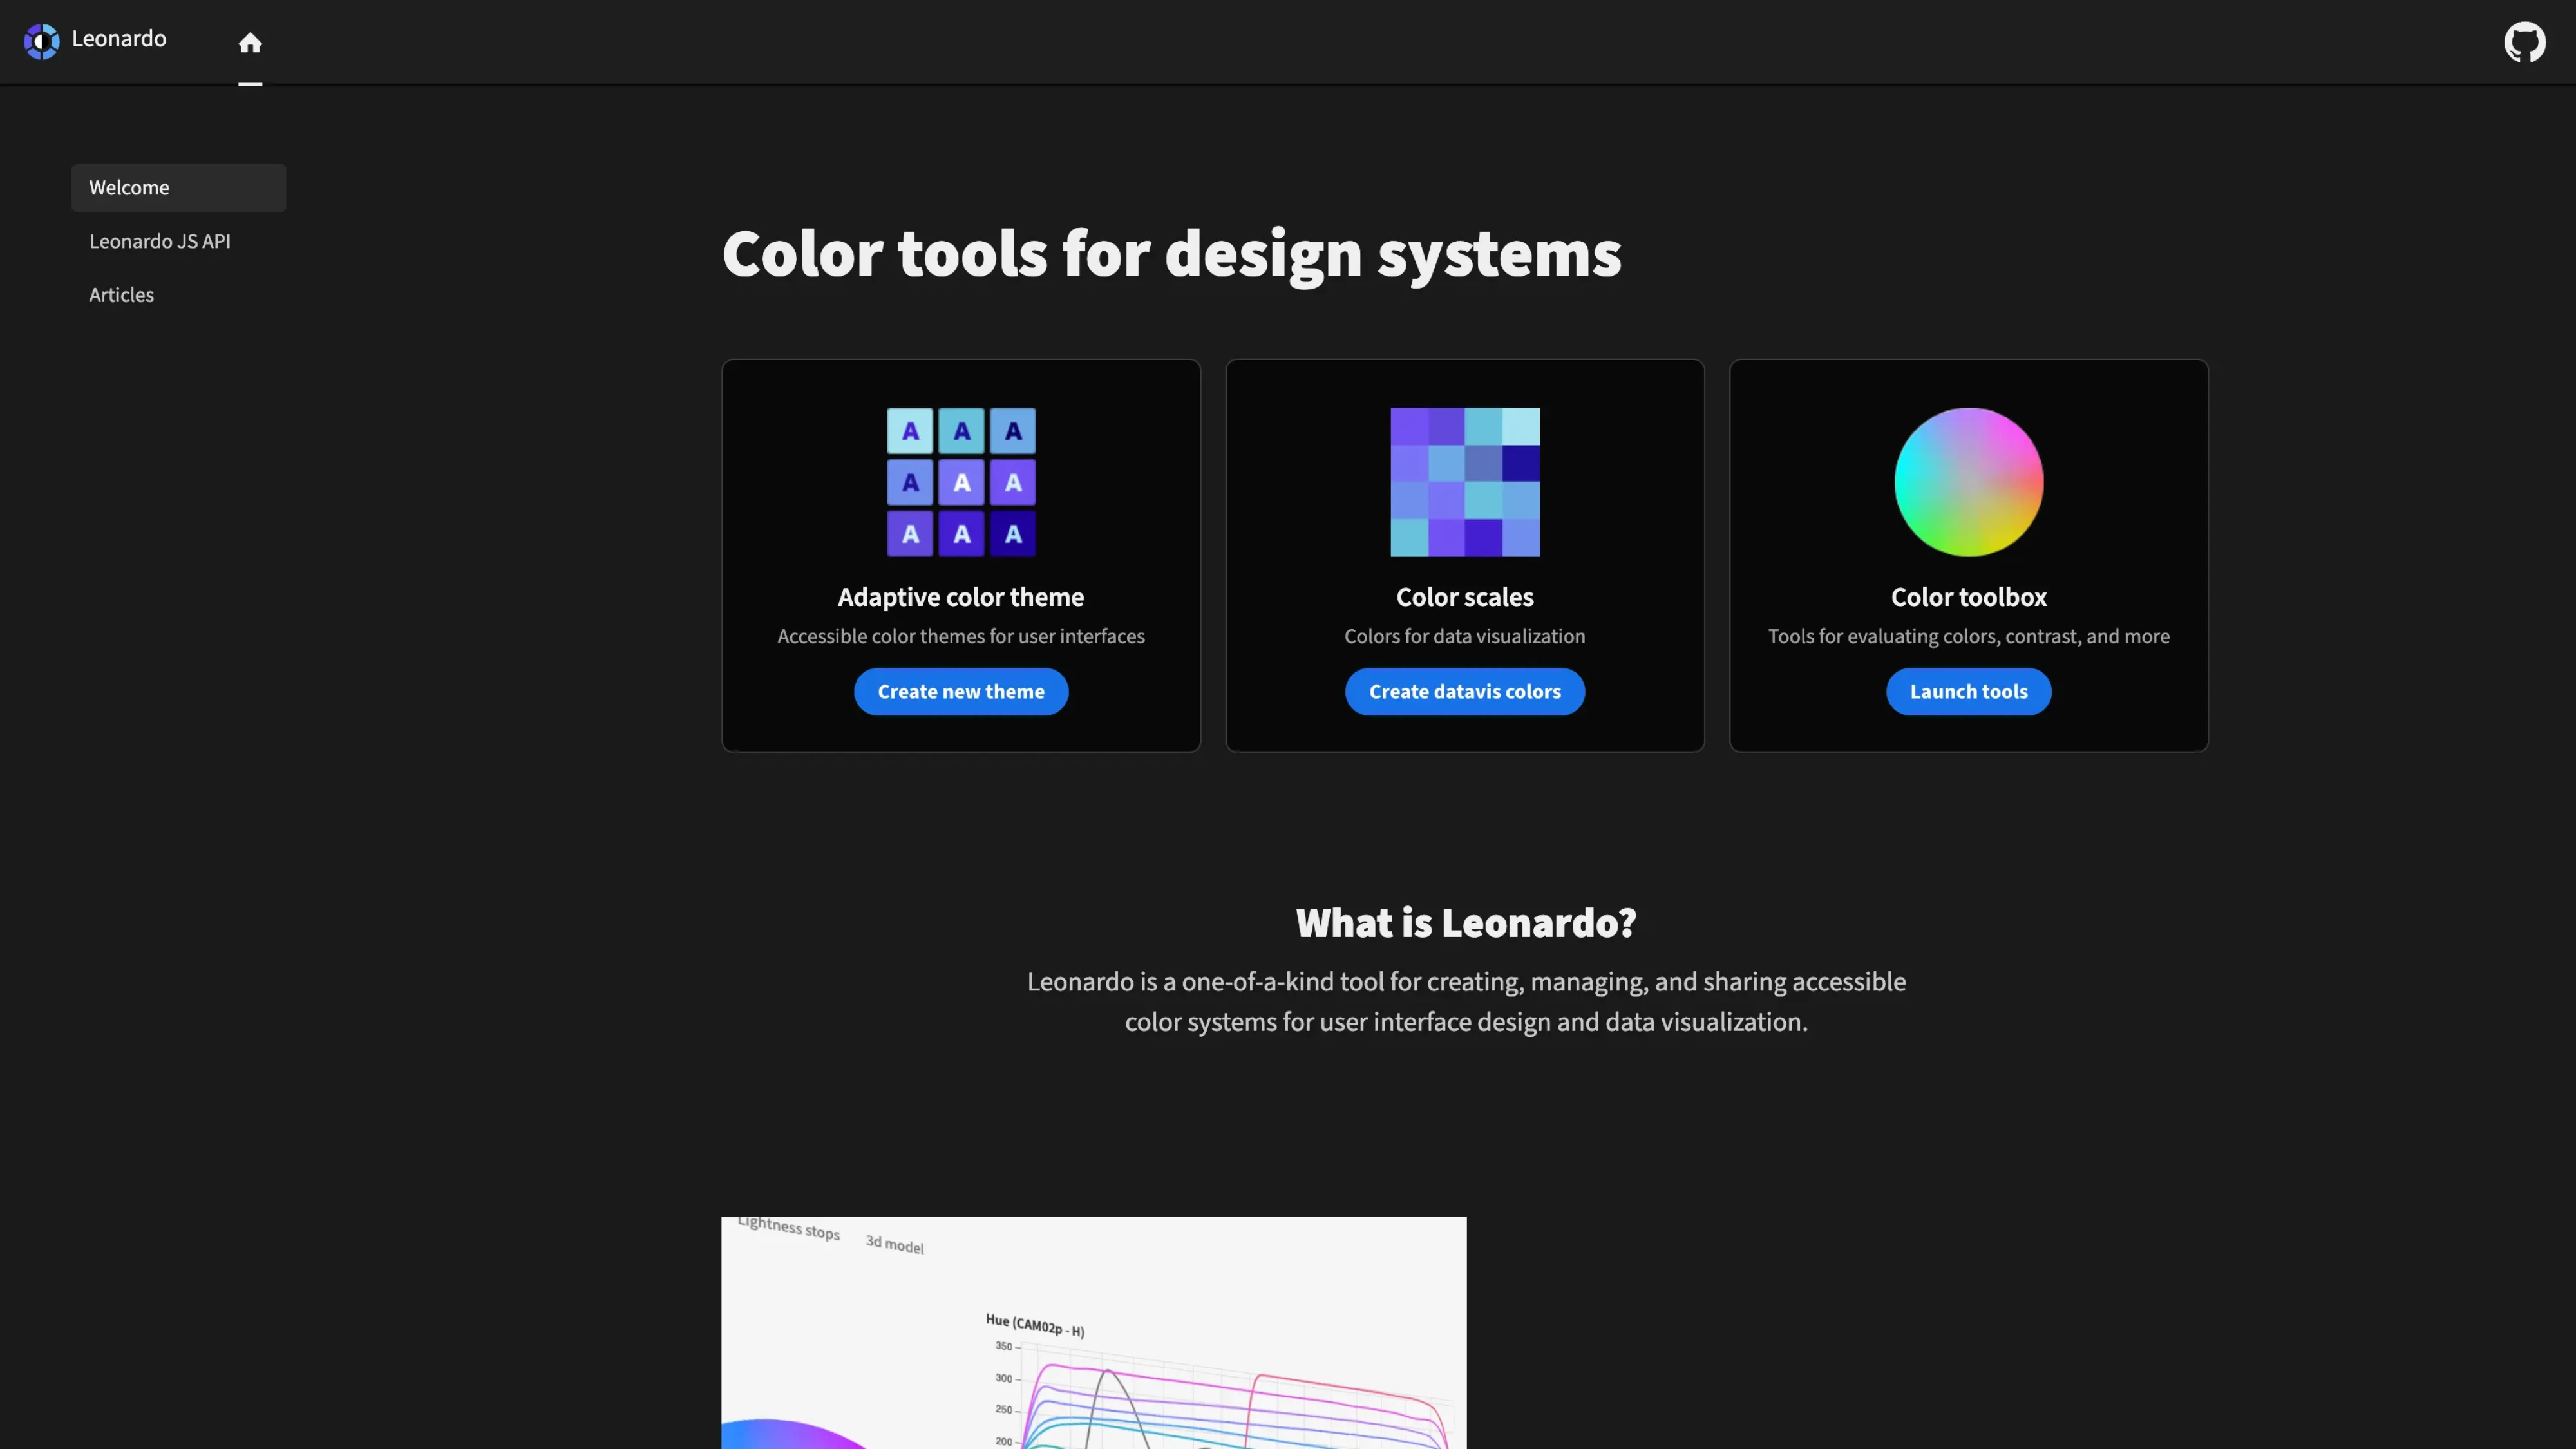 Leonardo
Welcome
Leonardo JS API
Articles
Color tools for design systems
A A A
A A A
A A A
Adaptive color theme
Accessible color themes for user interfaces
Create new theme
Color scales
Colors for data visualization
Create datavis colors
Color toolbox
Tools for evaluating colors, contrast, and more
Launch tools
What is Leonardo?
Leonardo is a one-of-a-kind tool for creating, managing, and sharing accessible
color systems for user interface design and data visualization.
Lightness stops 3d model
Hue (CAM02p - H)
350
300
250
200